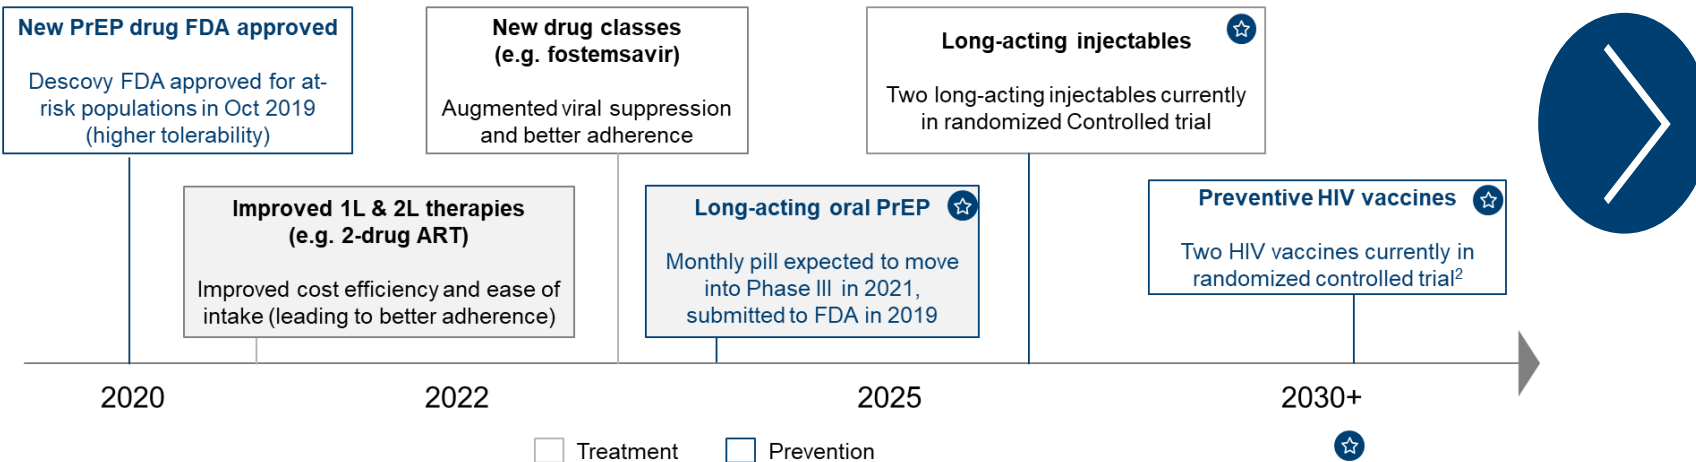 New PrEP drug FDA approved
Descovy FDA approved for at-
risk populations in Oct 2019
(higher tolerability)
New drug classes
(e.g. fostemsavir)
Augmented viral suppression
and better adherence
Long-acting injectables
Two long-acting injectables currently
in randomized Controlled trial
Improved 1L & 2L therapies
(e.g. 2-drug ART)
Improved cost efficiency and ease of
intake (leading to better adherence)
Long-acting oral PrEP
Monthly pill expected to move
into Phase III in 2021,
submitted to FDA in 2019
Preventive HIV vaccines
Two HIV vaccines currently in
randomized controlled trial²
2020
2022
2025
2030+
Treatment
Prevention